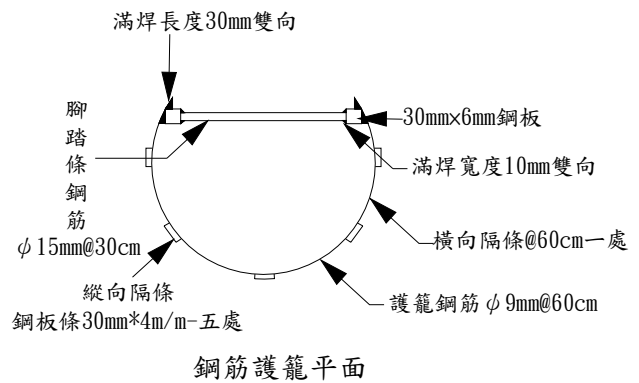 滿焊長度30mm雙向
腳踏條鋼筋
φ15mm@30cm
30mm×6mm鋼板
滿焊寬度10mm雙向
橫向隔條@60cm一處
縱向隔條
鋼板條30mm*4m/m-五處
護籠鋼筋φ9mm@60cm
鋼筋護籠平面